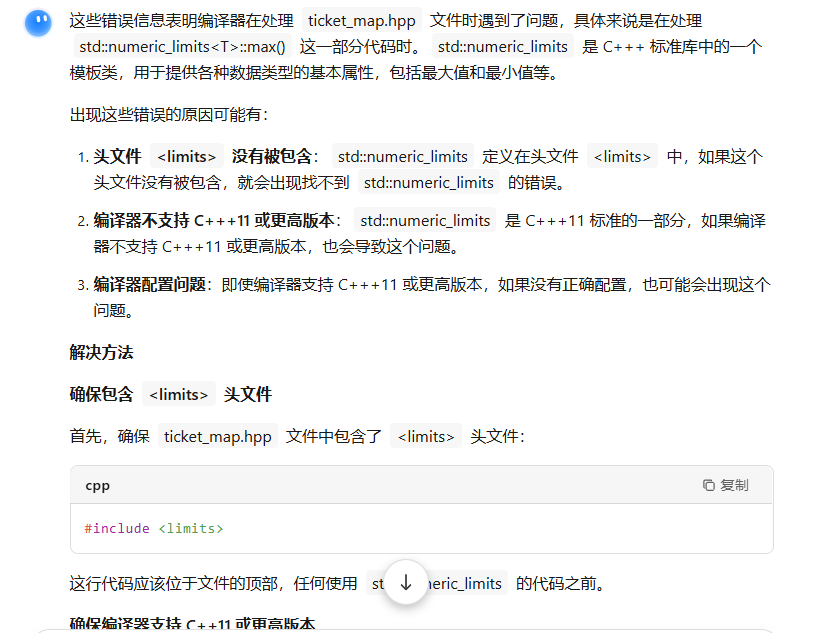 这些错误信息表明编译器在处理 ticket_map.hpp 文件时遇到了问题，具体来说是在处理
std::numeric_limits<T>::max() 这一部分代码时。 std::numeric_limits 是 C+++ 标准库中的一个
模板类，用于提供各种数据类型的基本属性，包括最大值和最小值等。
出现这些错误的原因可能有：
1. 头文件 <limits> 没有被包含： std::numeric_limits 定义在头文件 <limits> 中，如果这个
头文件没有被包含，就会出现找不到 std::numeric_limits 的错误。
2. 编译器不支持 C+++11 或更高版本： std::numeric_limits 是 C+++11 标准的一部分，如果编译
器不支持 C+++11 或更高版本，也会导致这个问题。
3. 编译器配置问题：即使编译器支持 C+++11 或更高版本，如果没有正确配置，也可能会出现这个
问题。
解决方法
确保包含 <limits> 头文件
首先，确保 ticket_map.hpp 文件中包含了 <limits> 头文件：
cpp 复制
#include <limits>
这行代码应该位于文件的顶部，任何使用 的代码之前。
确保编译器支持 C++11 或更高版本